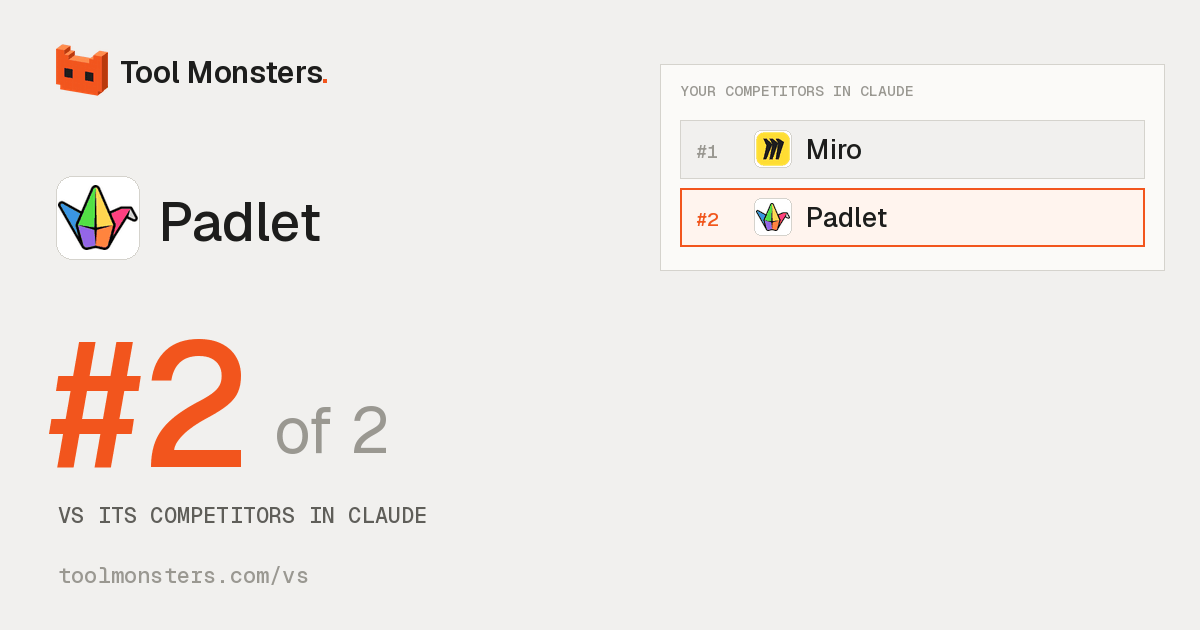 Tool Monsters.
Padlet
#2 of 2
VS ITS COMPETITORS IN CLAUDE
toolmonsters.com/vs
YOUR COMPETITORS IN CLAUDE
#1 Miro
#2 Padlet